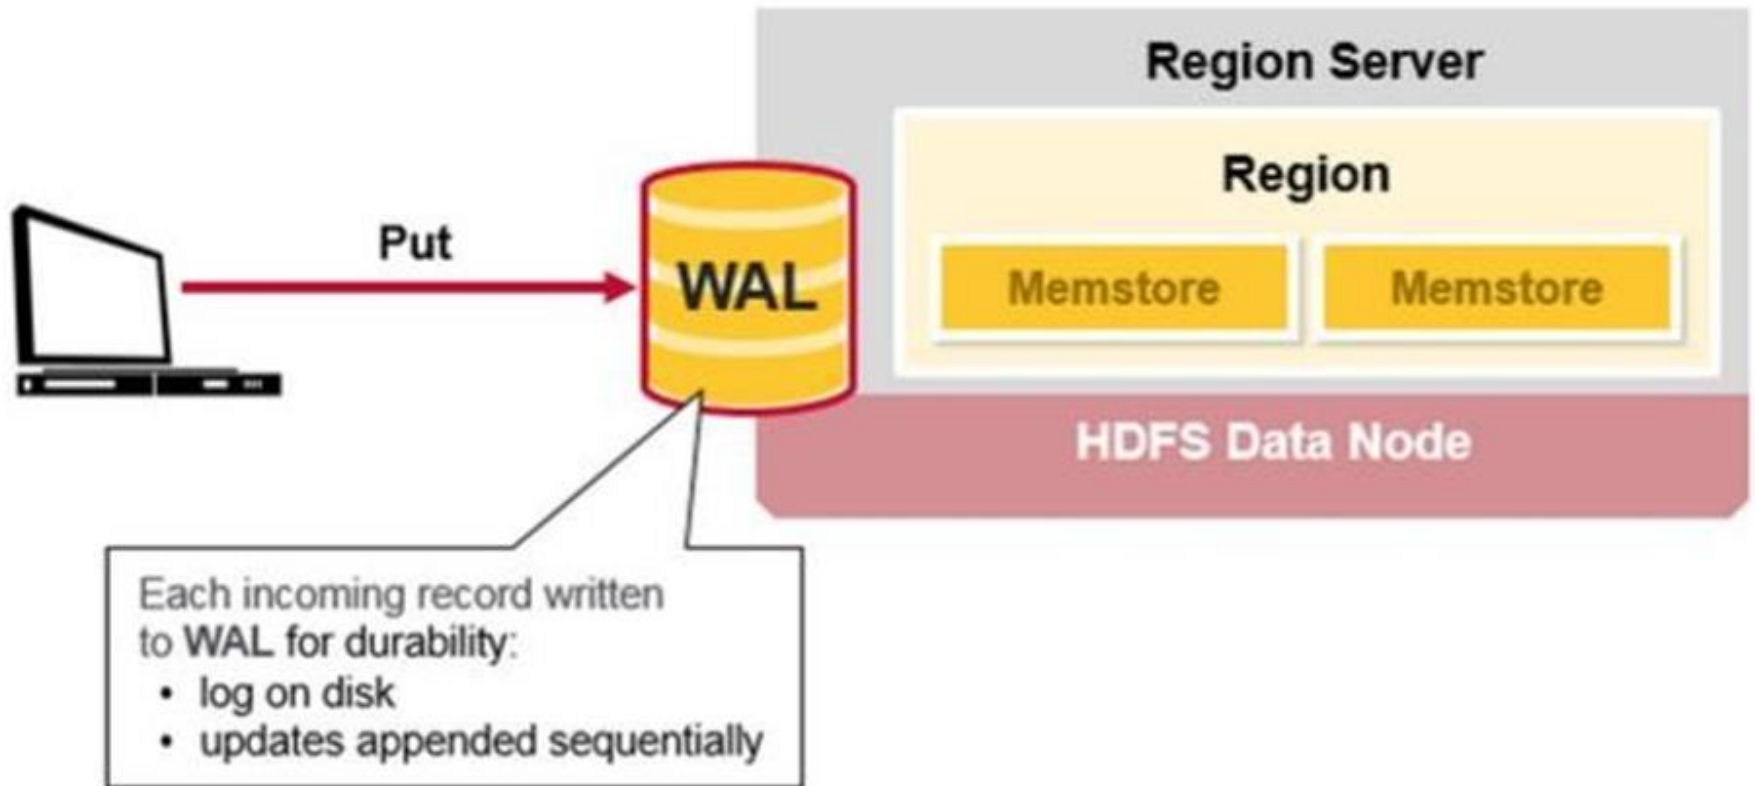 Region Server
Region
Put
WAL
Memstore
Memstore
HDFS Data Node
Each incoming record written
to WAL for durability:
• log on disk
• updates appended sequentially